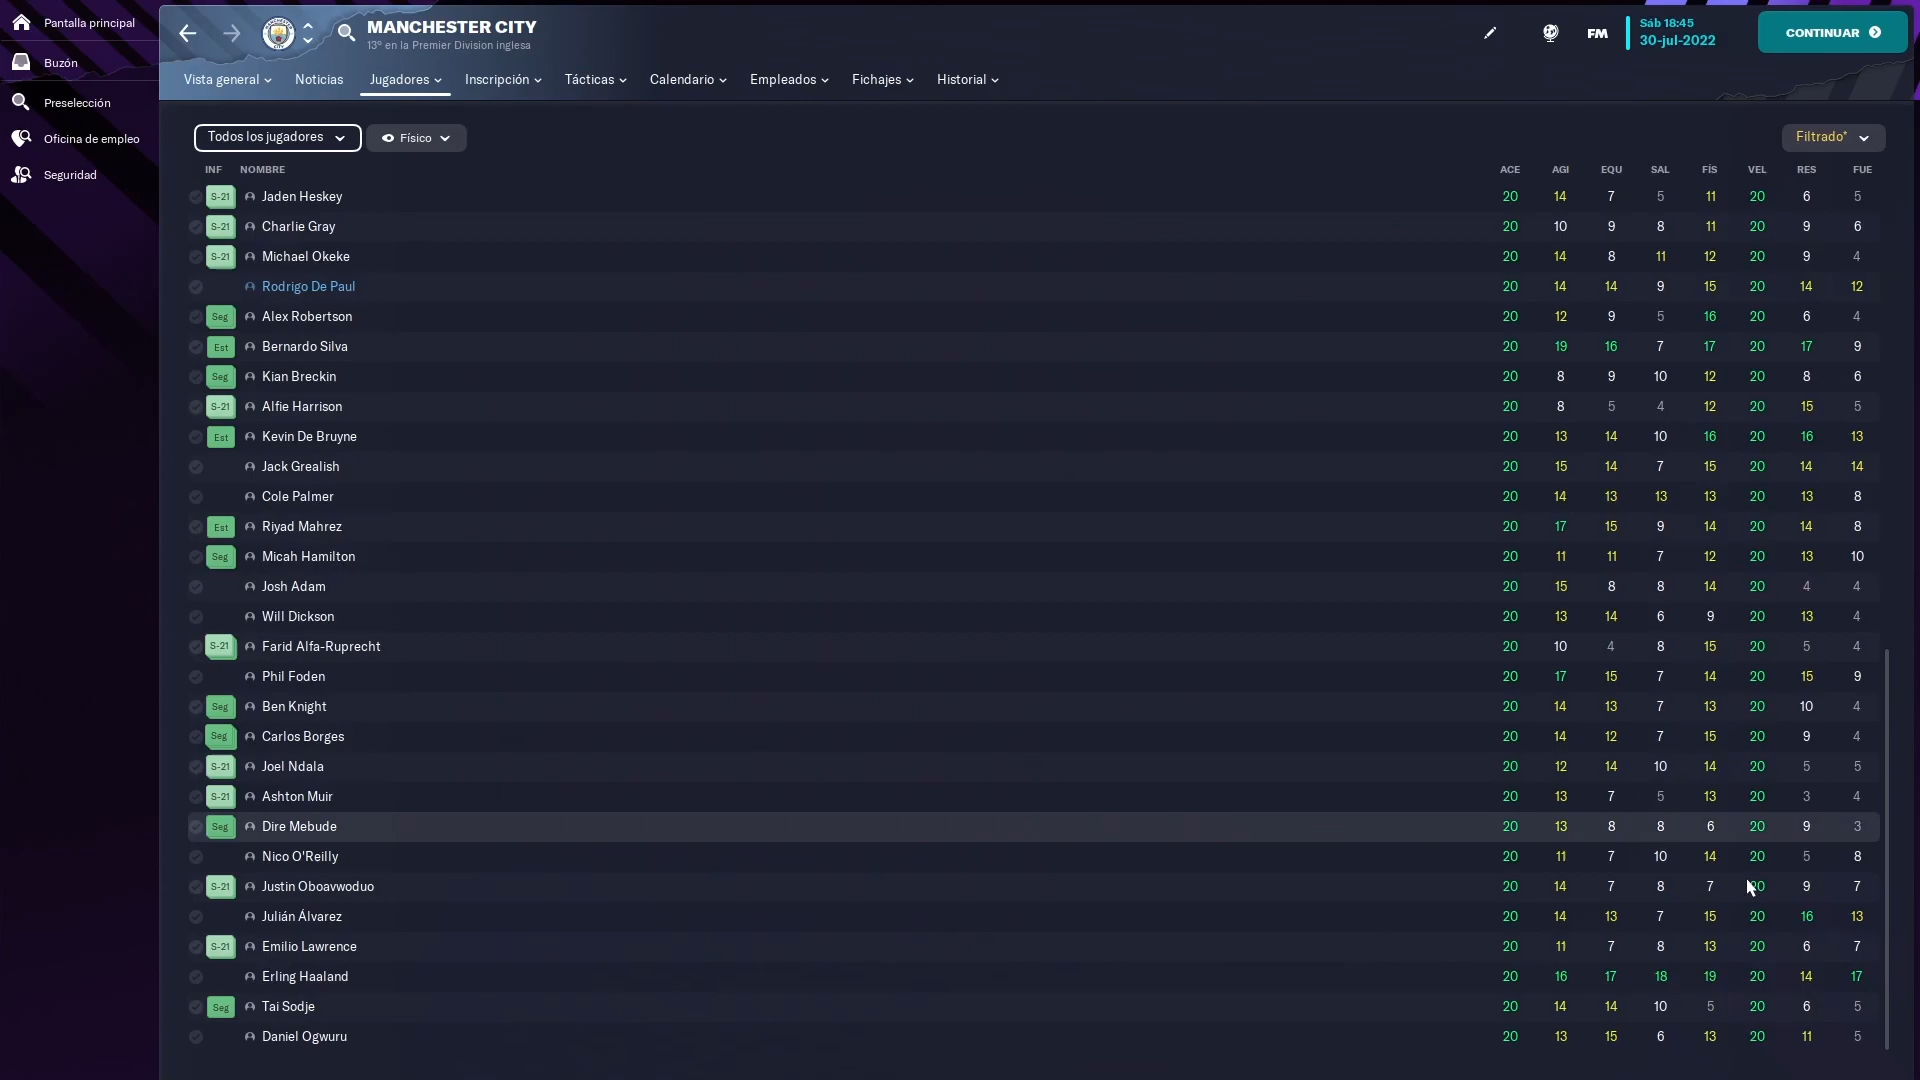 Pantalla principal
Buzón
Preselección
Oficina de empleo
Seguridad
MANCHESTER CITY
13º en la Premier Division inglesa
FM
Sáb 18:45
30-jul-2022
CONTINUAR
Vista general Noticias Jugadores Inscripción Tácticas Calendario Empleados Fichajes Historial
Todos los jugadores Físico Filtrado*
INF NOMBRE ACE AGI EQU SAL FÍS VEL RES FUE
S-21 Jaden Heskey 20 14 7 5 11 20 6 5
S-21 Charlie Gray 20 10 9 8 11 20 9 6
S-21 Michael Okeke 20 14 8 11 12 20 9 4
Rodrigo De Paul 20 14 14 9 15 20 14 12
Seg Alex Robertson 20 12 9 5 16 20 6 4
Est Bernardo Silva 20 19 16 7 17 20 17 9
Seg Kian Breckin 20 8 9 10 12 20 8 6
S-21 Alfie Harrison 20 8 5 4 12 20 15 5
Est Kevin De Bruyne 20 13 14 10 16 20 16 13
Jack Grealish 20 15 14 7 15 20 14 14
Cole Palmer 20 14 13 13 13 20 13 8
Est Riyad Mahrez 20 17 15 9 14 20 14 8
Seg Micah Hamilton 20 11 11 7 12 20 13 10
Josh Adam 20 15 8 8 14 20 4 4
Will Dickson 20 13 14 6 9 20 13 4
S-21 Farid Alfa-Ruprecht 20 10 4 8 15 20 5 4
Phil Foden 20 17 15 7 14 20 15 9
Seg Ben Knight 20 14 13 7 13 20 10 4
Seg Carlos Borges 20 14 12 7 15 20 9 4
S-21 Joel Ndala 20 12 14 10 14 20 5 5
S-21 Ashton Muir 20 13 7 5 13 20 3 4
Seg Dire Mebude 20 13 8 8 6 20 9 3
Nico O'Reilly 20 11 7 10 14 20 5 8
S-21 Justin Oboavwoduo 20 14 7 8 7 20 9 7
Julián Álvarez 20 14 13 7 15 20 16 13
S-21 Emilio Lawrence 20 11 7 8 13 20 6 7
Erling Haaland 20 16 17 18 19 20 14 17
Seg Tai Sodje 20 14 14 10 5 20 6 5
Daniel Ogwuru 20 13 15 6 13 20 11 5